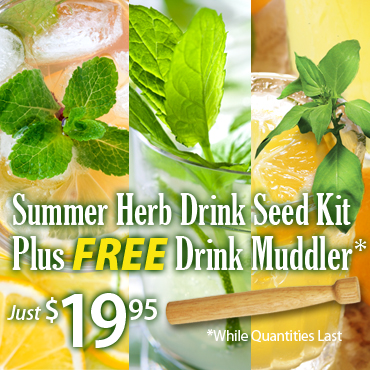 Summer Herb Drink Seed Kit
Plus FREE Drink Muddler*
Just $19.95
*While Quantities Last